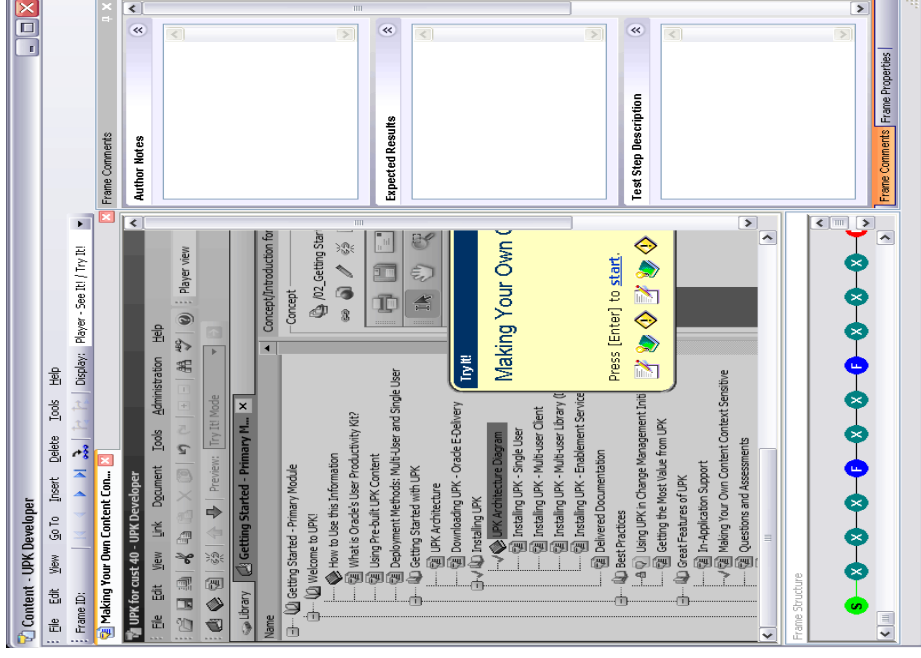 Content - UPK Developer
File Edit View Go To Insert Delete Tools Help
Frame ID:
Display: Player - See It! / Try It!
Making Your Own Content Con...
UPK for cust 40 - UPK Developer
File Edit View Link Document Tools Administration Help
Preview: Try It! Mode
Player view
Library
Getting Started - Primary M...
Name
Getting Started - Primary Module
Welcome to UPK!
How to Use this Information
What is Oracle's User Productivity Kit?
Using Pre-built UPK Content
Deployment Methods: Multi-User and Single User
Getting Started with UPK
UPK Architecture
Downloading UPK - Oracle E-Delivery
Installing UPK
UPK Architecture Diagram
Installing UPK - Single User
Installing UPK - Multi-user Client
Installing UPK - Multi-user Library (I
Installing UPK - Enablement Service
Delivered Documentation
Best Practices
Using UPK in Change Management Initi
Getting the Most Value from UPK
Great Features of UPK
In-Application Support
Making Your Own Content Context Sensitive
Questions and Assessments
Concept/Introduction for
Concept
/02_Getting Star
Try It!
Making Your Own C
Press [Enter] to start.
Frame Structure
S X X X F X X F X X X
Frame Comments
Author Notes
Expected Results
Test Step Description
Frame Comments
Frame Properties